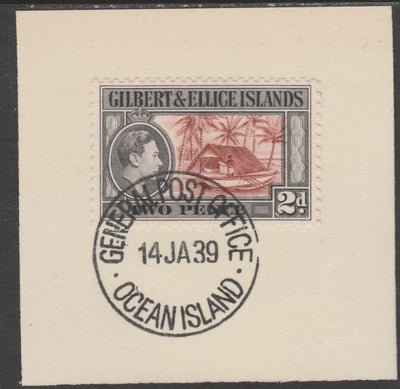 GILBERT & ELLICE ISLANDS
TWO PENCE
2d.
GENERAL POST OFFICE
14 JA 39
· OCEAN ISLAND ·